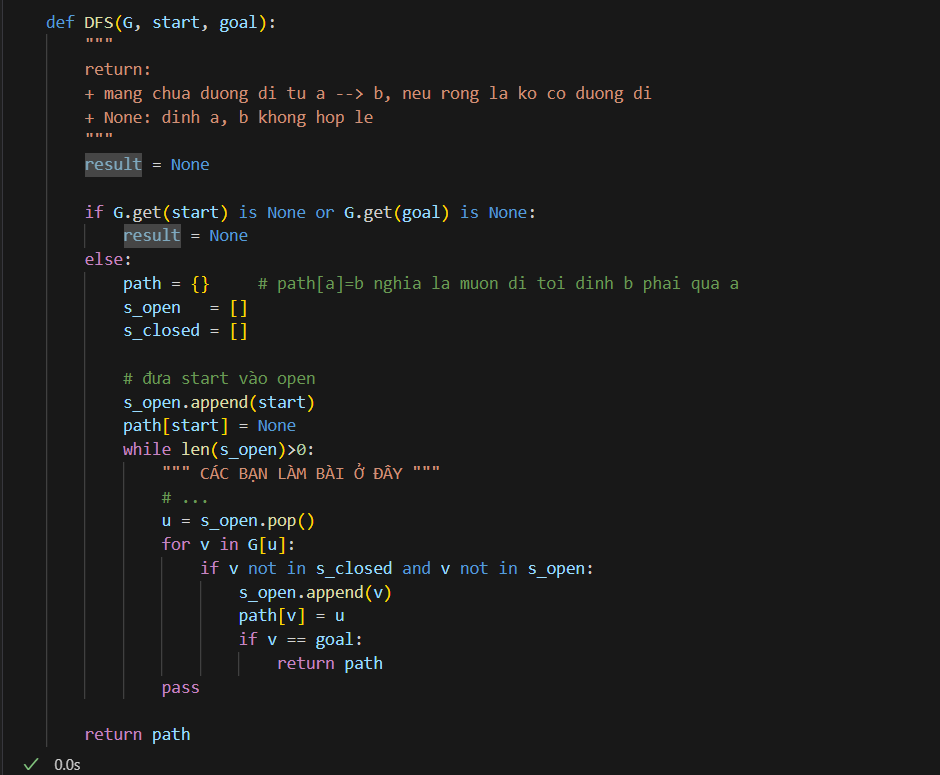 def DFS(G, start, goal):
    """
    return:
    + mang chua duong di tu a --> b, neu rong la ko co duong di
    + None: dinh a, b khong hop le
    """
    result = None

    if G.get(start) is None or G.get(goal) is None:
        result = None
    else:
        path = {}     # path[a]=b nghia la muon di toi dinh b phai qua a
        s_open   = []
        s_closed = []

        # đưa start vào open
        s_open.append(start)
        path[start] = None
        while len(s_open)>0:
            """ CÁC BẠN LÀM BÀI Ở ĐÂY """
            # ...
            u = s_open.pop()
            for v in G[u]:
                if v not in s_closed and v not in s_open:
                    s_open.append(v)
                    path[v] = u
                    if v == goal:
                        return path
            pass

    return path
0.0s